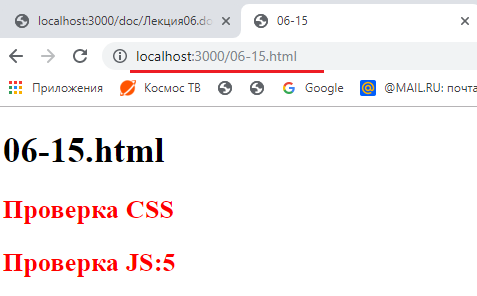 localhost:3000/doc/Лекция06.do
06-15
localhost:3000/06-15.html
Приложения
Космос ТВ
Google
@MAIL.RU: почта
06-15.html
Проверка CSS
Проверка JS:5